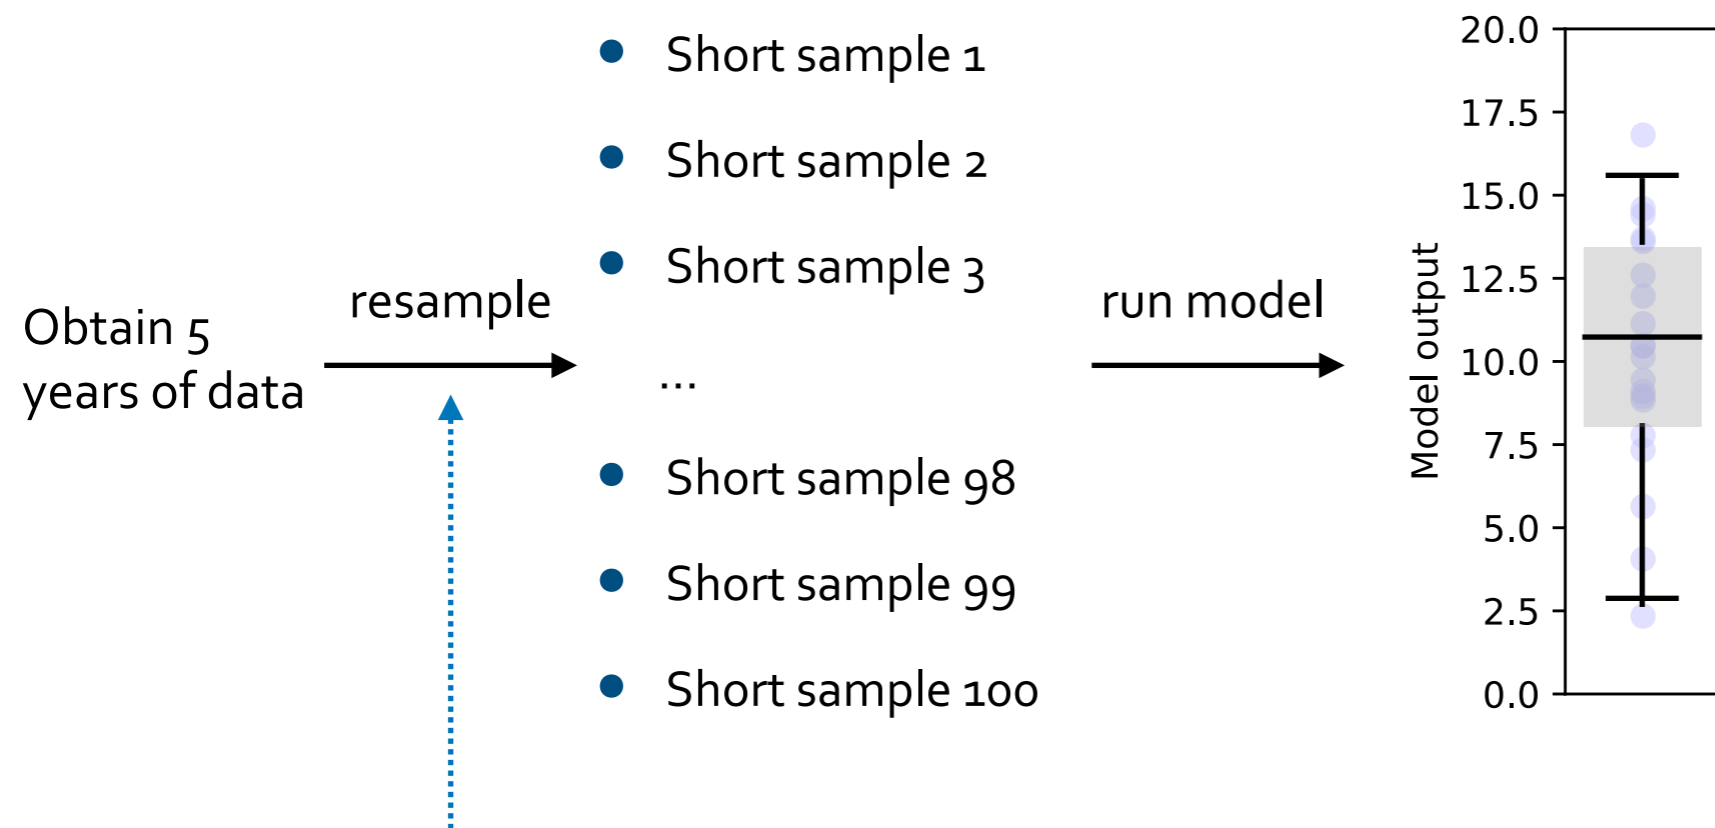 Obtain 5
years of data
resample
• Short sample 1
• Short sample 2
• Short sample 3
...
• Short sample 98
• Short sample 99
• Short sample 100
run model
Model output
20.0
17.5
15.0
12.5
10.0
7.5
5.0
2.5
0.0